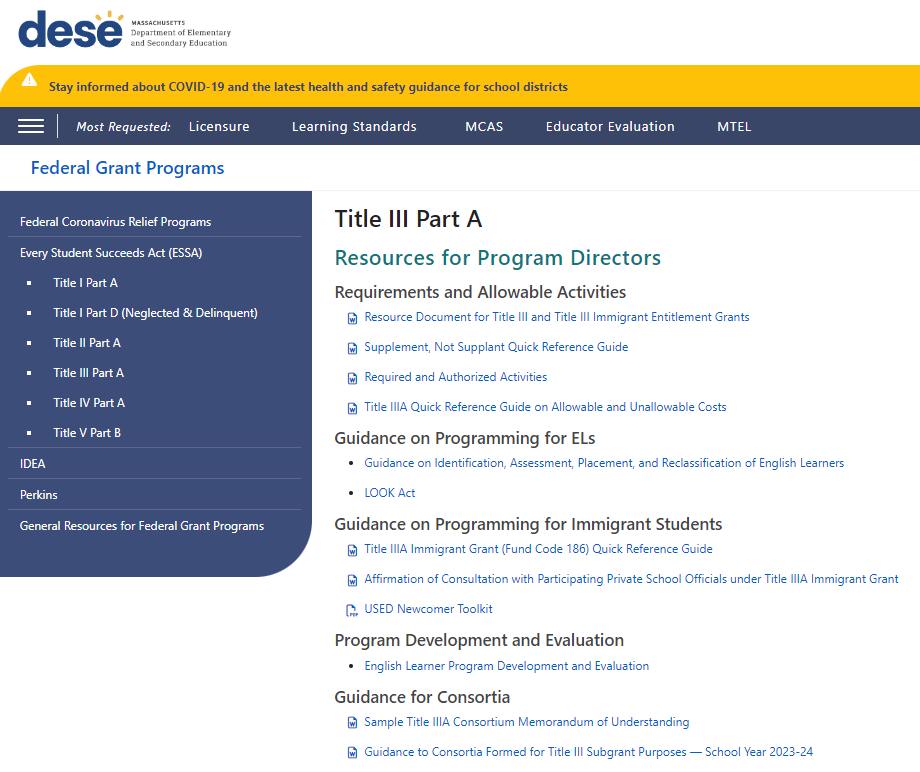 dese
MASSACHUSETTS
Department of Elementary
and Secondary Education
Stay informed about COVID-19 and the latest health and safety guidance for school districts
Most Requested: Licensure Learning Standards MCAS Educator Evaluation MTEL
Federal Grant Programs
Federal Coronavirus Relief Programs
Every Student Succeeds Act (ESSA)
Title I Part A
Title I Part D (Neglected & Delinquent)
Title II Part A
Title III Part A
Title IV Part A
Title V Part B
IDEA
Perkins
General Resources for Federal Grant Programs
Title III Part A
Resources for Program Directors
Requirements and Allowable Activities
Resource Document for Title III and Title III Immigrant Entitlement Grants
Supplement, Not Supplant Quick Reference Guide
Required and Authorized Activities
Title IIIA Quick Reference Guide on Allowable and Unallowable Costs
Guidance on Programming for ELs
Guidance on Identification, Assessment, Placement, and Reclassification of English Learners
LOOK Act
Guidance on Programming for Immigrant Students
Title IIIA Immigrant Grant (Fund Code 186) Quick Reference Guide
Affirmation of Consultation with Participating Private School Officials under Title IIIA Immigrant Grant
USED Newcomer Toolkit
Program Development and Evaluation
English Learner Program Development and Evaluation
Guidance for Consortia
Sample Title IIIA Consortium Memorandum of Understanding
Guidance to Consortia Formed for Title III Subgrant Purposes — School Year 2023-24